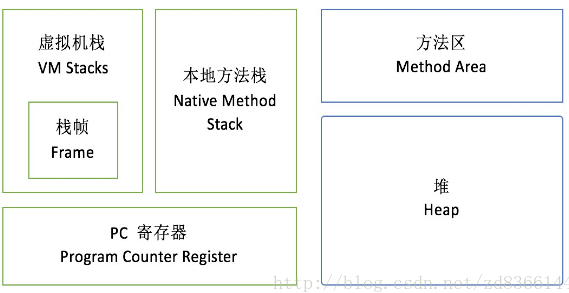 虚拟机栈
VM Stacks
栈帧
Frame
本地方法栈
Native Method
Stack
方法区
Method Area
堆
Heap
PC 寄存器
Program Counter Register